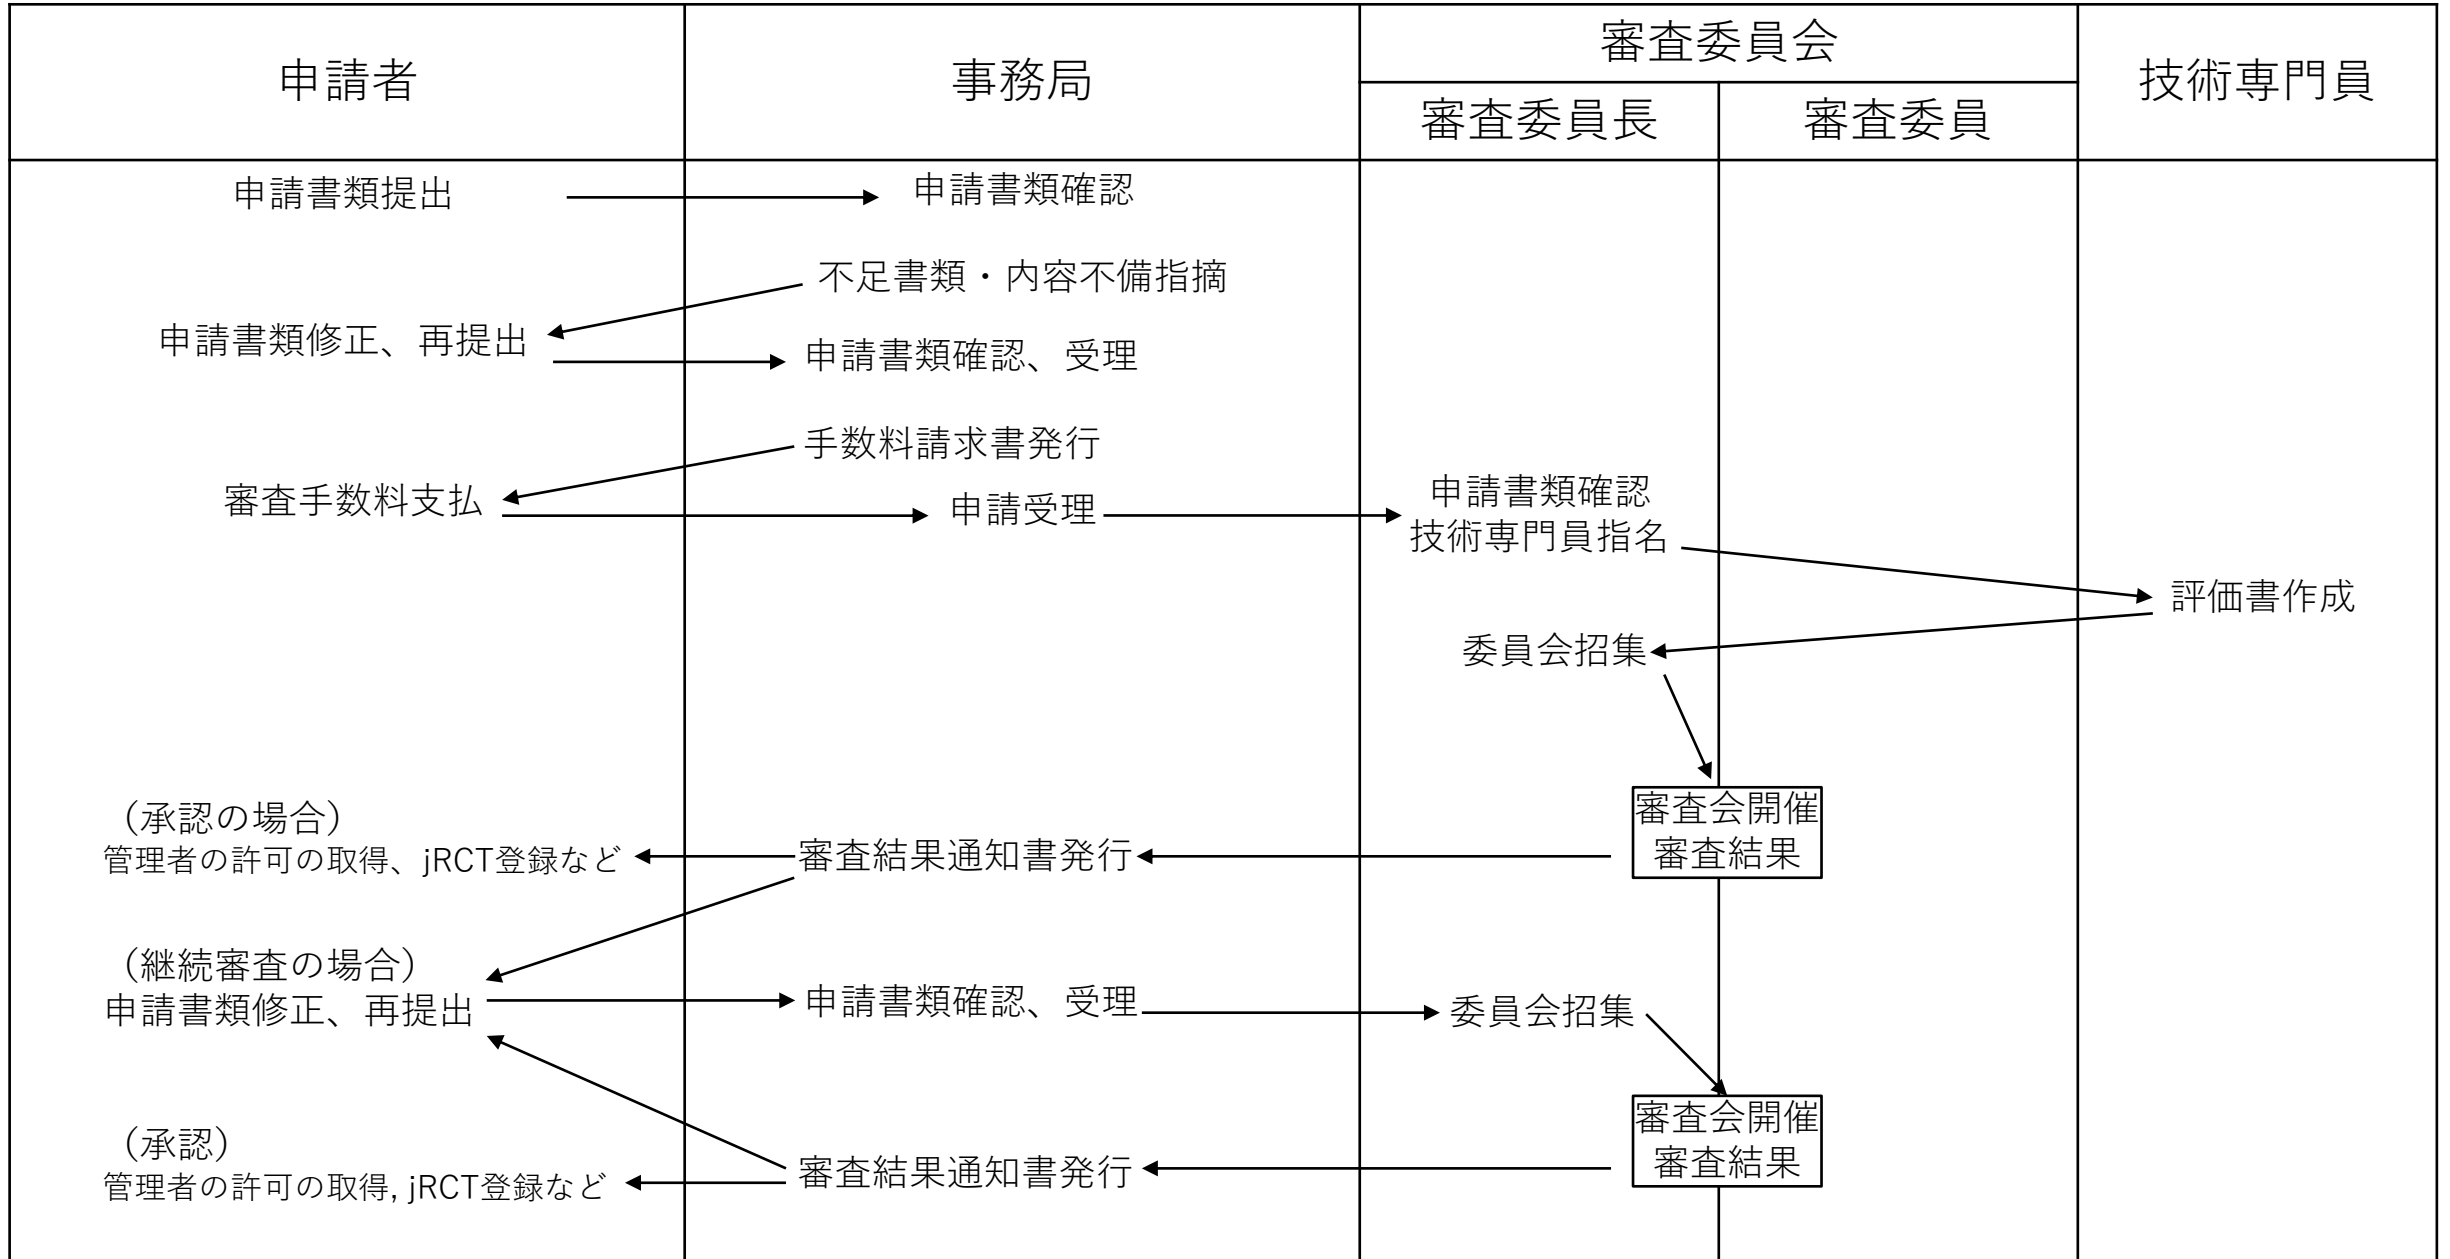 申請者
事務局
審査委員会
審査委員長
審査委員
技術専門員
申請書類提出
申請書類確認
不足書類・内容不備指摘
申請書類修正、再提出
申請書類確認、受理
手数料請求書発行
審査手数料支払
申請受理
申請書類確認
技術専門員指名
評価書作成
委員会招集
審査会開催
審査結果
審査結果通知書発行
（承認の場合）
管理者の許可の取得、jRCT登録など
（継続審査の場合）
申請書類修正、再提出
申請書類確認、受理
委員会招集
審査会開催
審査結果
審査結果通知書発行
（承認）
管理者の許可の取得, jRCT登録など